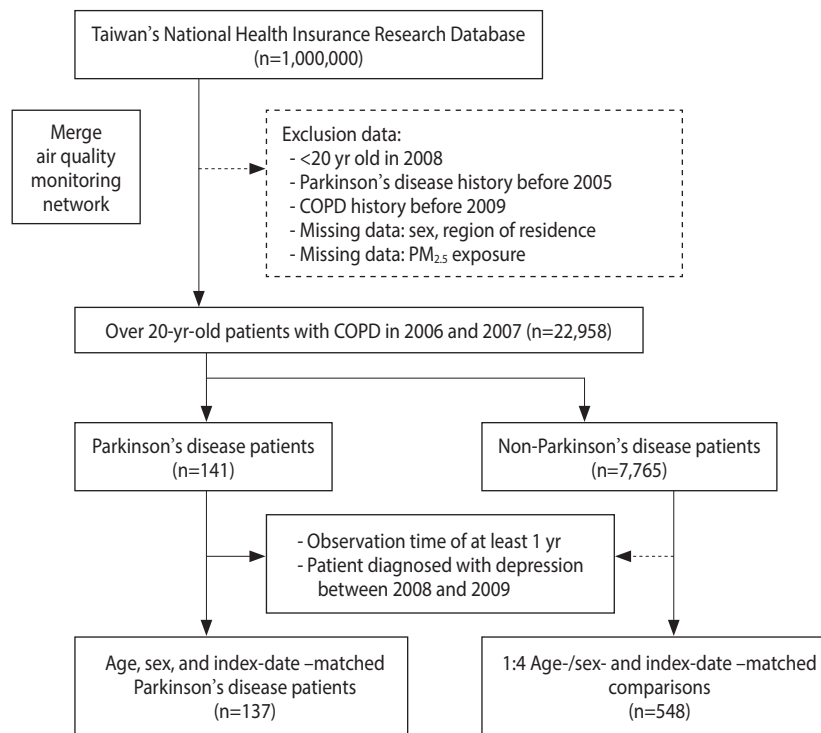 Taiwan's National Health Insurance Research Database
(n=1,000,000)
Merge
air quality
monitoring
network
Exclusion data:
- <20 yr old in 2008
- Parkinson's disease history before 2005
- COPD history before 2009
- Missing data: sex, region of residence
- Missing data: PM2.5 exposure
Over 20-yr-old patients with COPD in 2006 and 2007 (n=22,958)
Parkinson's disease patients
(n=141)
Non-Parkinson's disease patients
(n=7,765)
- Observation time of at least 1 yr
- Patient diagnosed with depression
between 2008 and 2009
Age, sex, and index-date –matched
Parkinson's disease patients
(n=137)
1:4 Age-/sex- and index-date –matched
comparisons
(n=548)